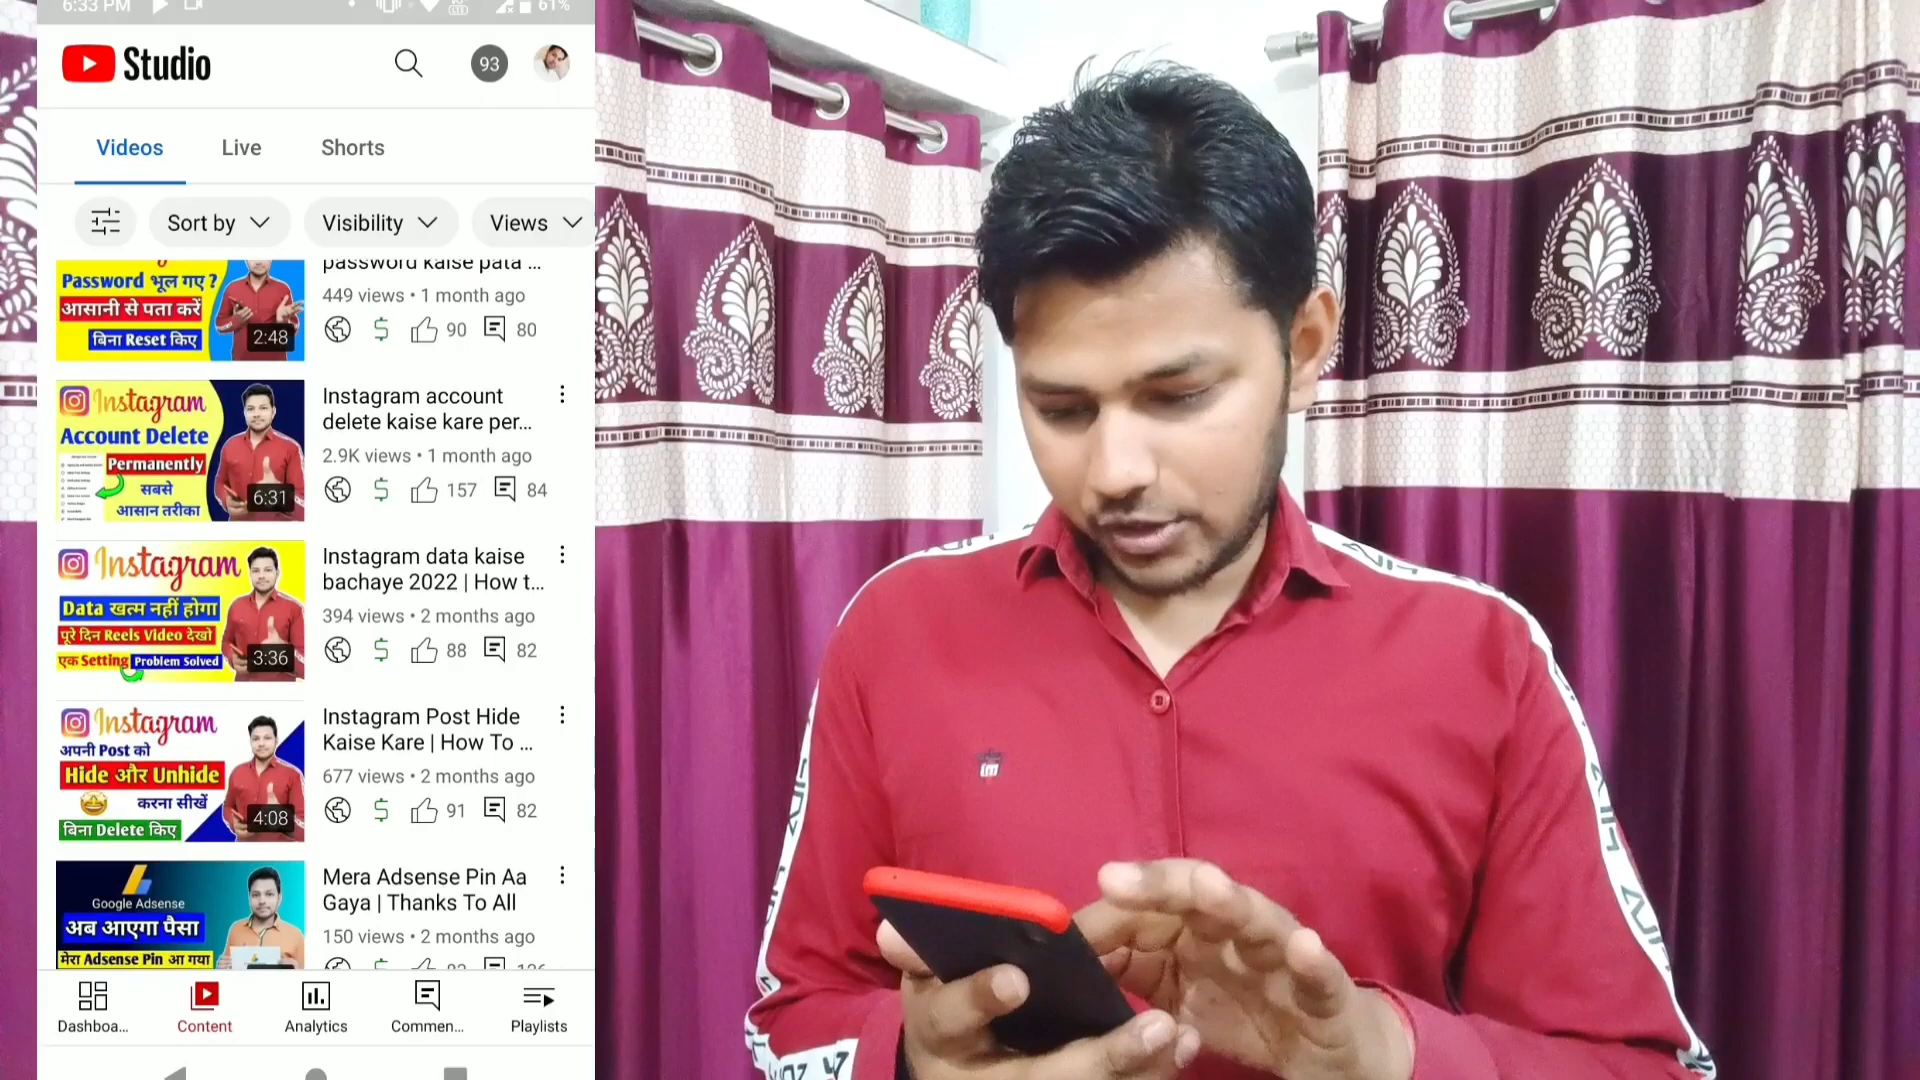 6:33 PM
61%
Studio
93
Videos Live Shorts
Sort by Visibility Views
Password भूल गए ?
आसानी से पता करें
बिना Reset किए
2:48
password kaise pata ...
449 views • 1 month ago
90 80
Instagram
Account Delete
Permanently
सबसे
आसान तरीका
6:31
Instagram account
delete kaise kare per...
2.9K views • 1 month ago
157 84
Instagram
Data खत्म नहीं होगा
पूरे दिन Reels Video देखो
एक Setting Problem Solved
3:36
Instagram data kaise
bachaye 2022 | How t...
394 views • 2 months ago
88 82
Instagram
अपनी Post को
Hide और Unhide
करना सीखें
बिना Delete किए
4:08
Instagram Post Hide
Kaise Kare | How To ...
677 views • 2 months ago
91 82
Google Adsense
अब आएगा पैसा
मेरा Adsense Pin आ गया
Mera Adsense Pin Aa
Gaya | Thanks To All
150 views • 2 months ago
Dashboa... Content Analytics Commen... Playlists